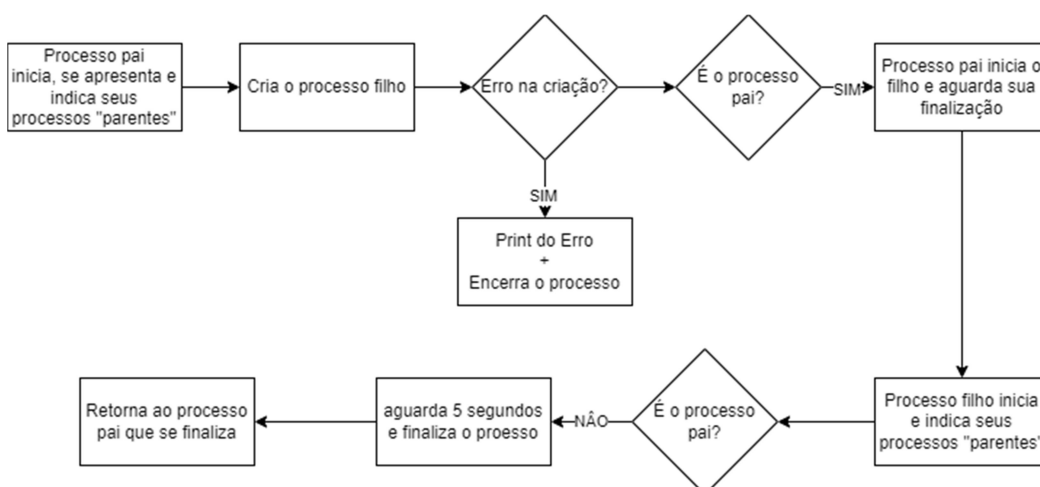 Processo pai
inicia, se apresenta e
indica seus
processos "parentes"
Cria o processo filho
Erro na criação?
É o processo
pai?
SIM
Processo pai inicia o
filho e aguarda sua
finalização
SIM
Print do Erro
+
Encerra o processo
Processo filho inicia
e indica seus
processos "parentes"
É o processo
pai?
NÂO
aguarda 5 segundos
e finaliza o proesso
Retorna ao processo
pai que se finaliza